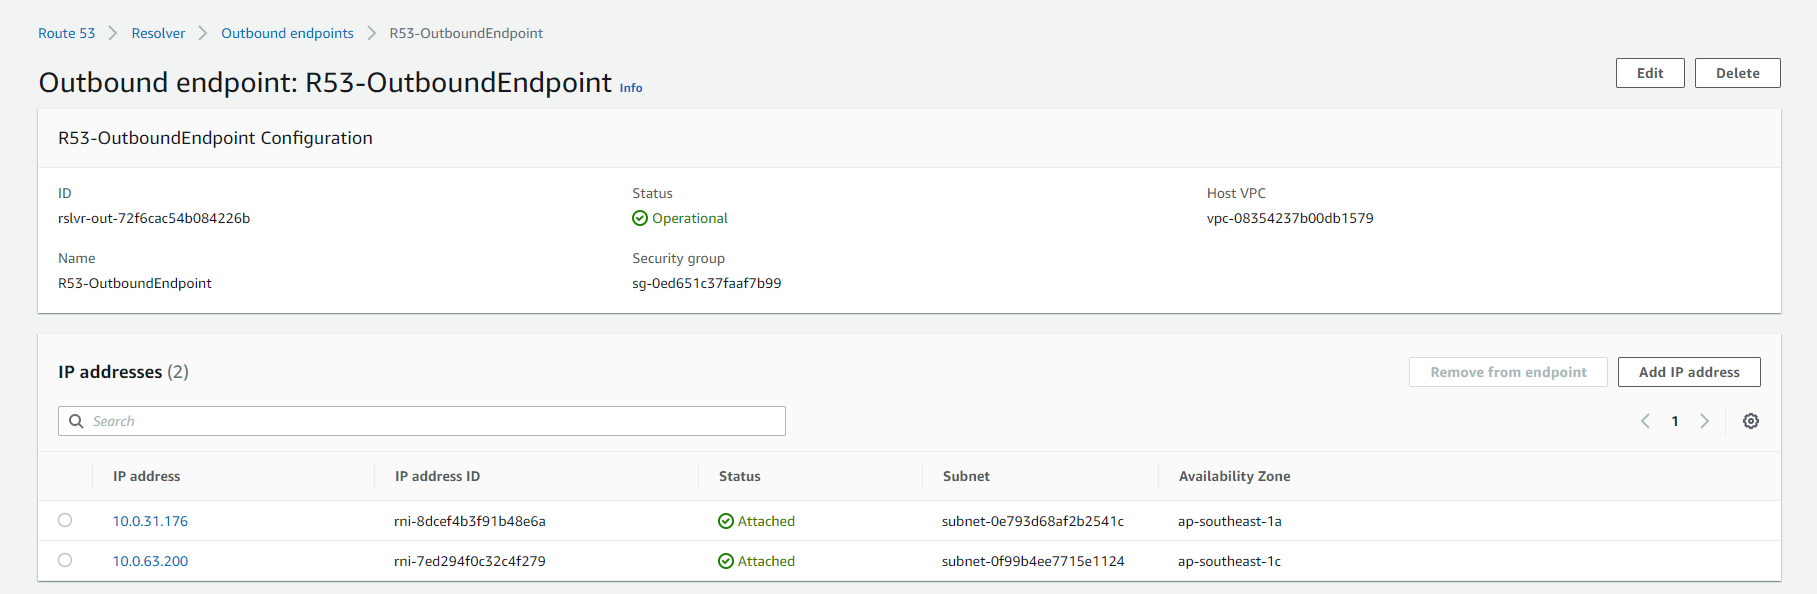 Route 53 Resolver Outbound endpoints R53-OutboundEndpoint
Outbound endpoint: R53-OutboundEndpoint Info
Edit Delete
R53-OutboundEndpoint Configuration
ID Status Host VPC
rslvr-out-72f6cac54b084226b Operational vpc-08354237b00db1579
Name Security group
R53-OutboundEndpoint sg-0ed651c37faaf7b99
IP addresses (2) Remove from endpoint Add IP address
Search 1
IP address IP address ID Status Subnet Availability Zone
10.0.31.176 rni-8dcef4b3f91b48e6a Attached subnet-0e793d68af2b2541c ap-southeast-1a
10.0.63.200 rni-7ed294f0c32c4f279 Attached subnet-0f99b4ee7715e1124 ap-southeast-1c